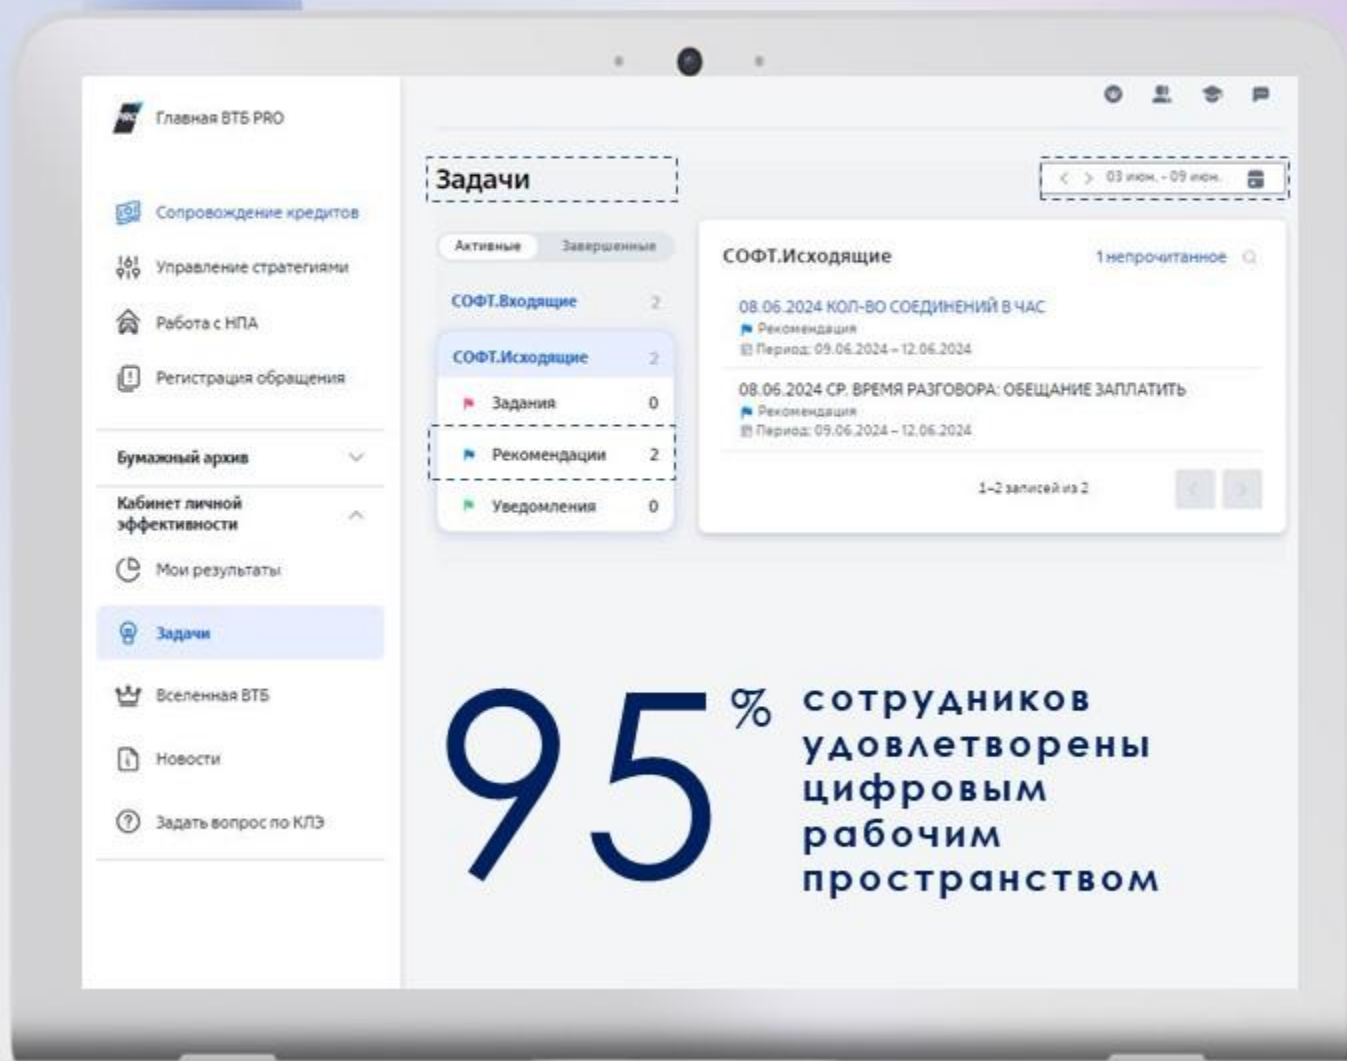 PRO
Главная ВТБ PRO
Сопровождение кредитов
Управление стратегиями
Работа с НПА
Регистрация обращения
Бумажный архив
Кабинет личной
эффективности
Мои результаты
Задачи
Вселенная ВТБ
Новости
Задать вопрос по КЛЭ
Задачи
03 июн. - 09 июн.
Активные Завершенные
СОФТ.Входящие 2
СОФТ.Исходящие 2
Задания 0
Рекомендации 2
Уведомления 0
СОФТ.Исходящие 1 непрочитанное
08.06.2024 КОЛ-ВО СОЕДИНЕНИЙ В ЧАС
Рекомендация
Период: 09.06.2024 – 12.06.2024
08.06.2024 СР. ВРЕМЯ РАЗГОВОРА: ОБЕЩАНИЕ ЗАПЛАТИТЬ
Рекомендация
Период: 09.06.2024 – 12.06.2024
1–2 записей из 2
95% сотрудников
удовлетворены
цифровым
рабочим
пространством